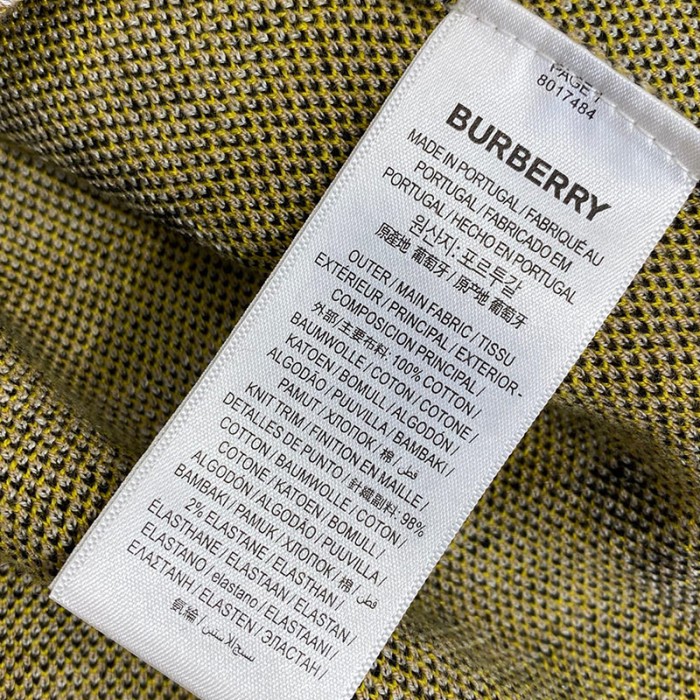 PAGE 1
8017484
BURBERRY
MADE IN PORTUGAL / FABRIQUÉ AU
PORTUGAL / FABRICADO EM
PORTUGAL / HECHO EN PORTUGAL
원산지: 포르투갈
原產地 葡萄牙 / 原产地 葡萄牙
OUTER / MAIN FABRIC / TISSU
EXTÉRIEUR / PRINCIPAL / EXTERIOR -
COMPOSICION PRINCIPAL /
外部 / 主要布料: 100% COTTON /
BAUMWOLLE / COTON / COTONE /
KATOEN / BOMULL / ALGODÓN /
ALGODÃO / PUUVILLA / BAMBAKI /
PAMUT / ХЛОПОК / 棉 / قطن
KNIT TRIM / FINITION EN MAILLE /
DETALLES DE PUNTO / 針織副料: 98%
COTTON / BAUMWOLLE / COTON /
COTONE / KATOEN / BOMULL /
ALGODÓN / ALGODÃO / PUUVILLA /
BAMBAKI / PAMUK / ХЛОПОК / 棉 / قطن /
2% ELASTANE / ELASTHAN /
ÉLASTHANNE / ELASTAAN / ELASTAN /
ELASTANO / elastano / ELASTAANI /
ΕΛΑΣΤΑΝΗ / ELASTEN / ЭЛАСТАН /
氨綸 /